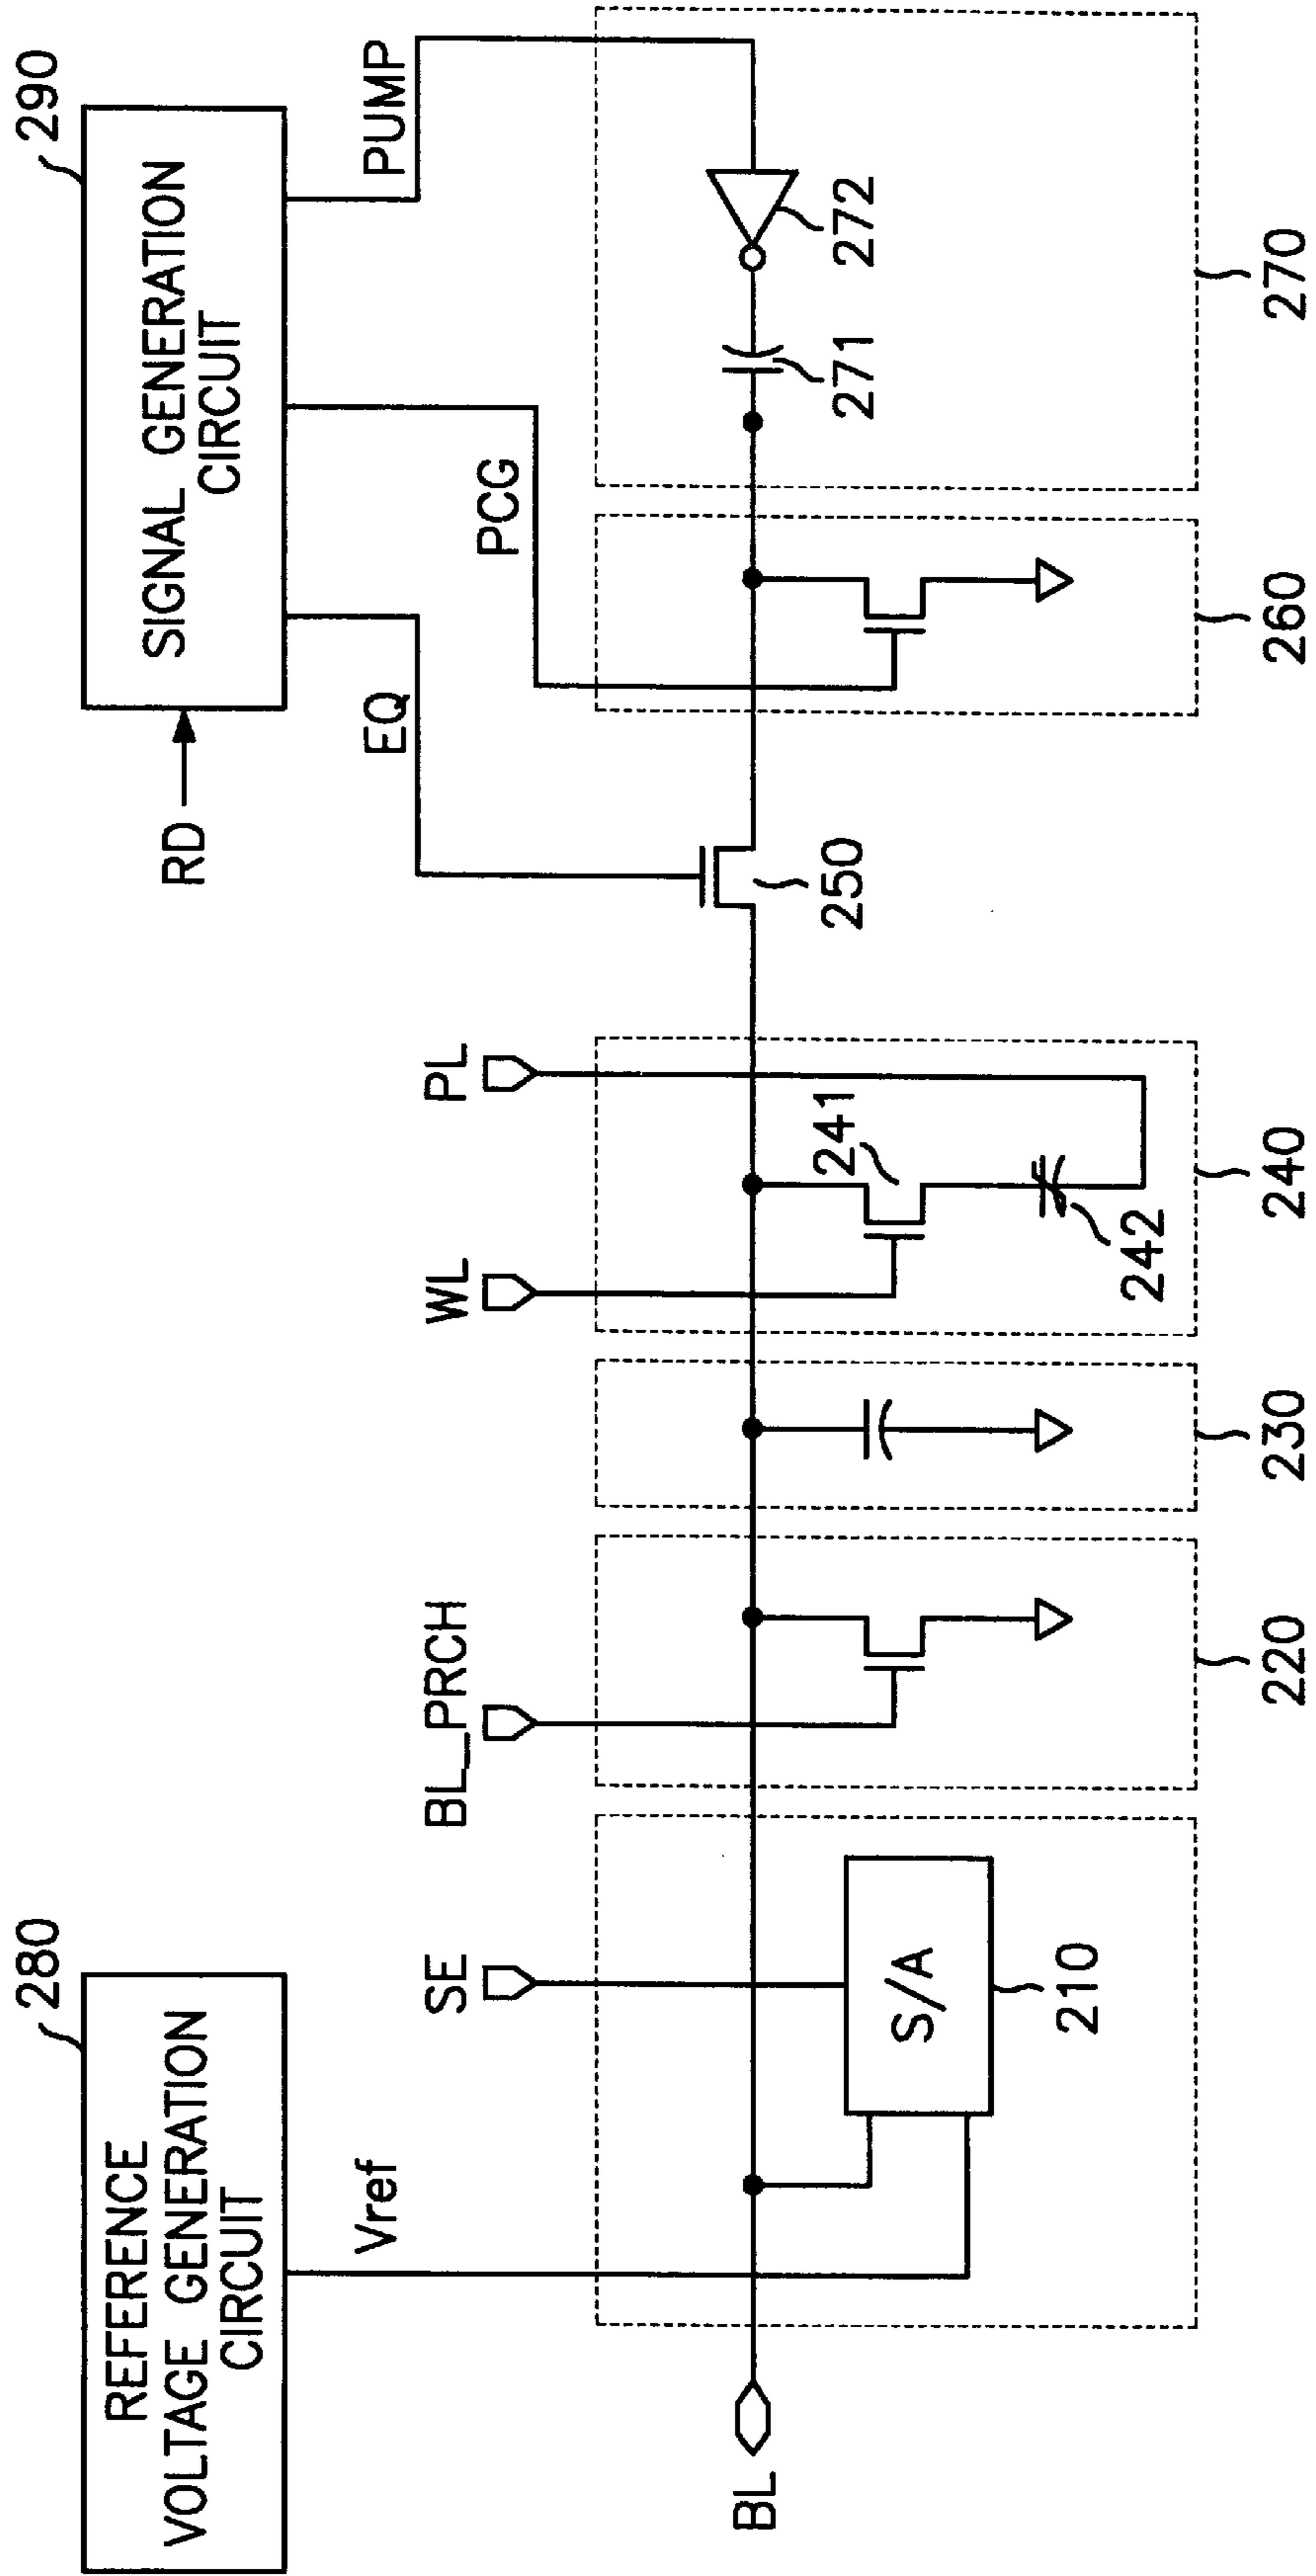 280
REFERENCE
VOLTAGE GENERATION
CIRCUIT
290
SIGNAL GENERATION
CIRCUIT
RD
Vref
EQ
PCG
PUMP
SE
BL_PRCH
WL
PL
BL
S/A
210
241
242
250
271
272
220
230
240
260
270